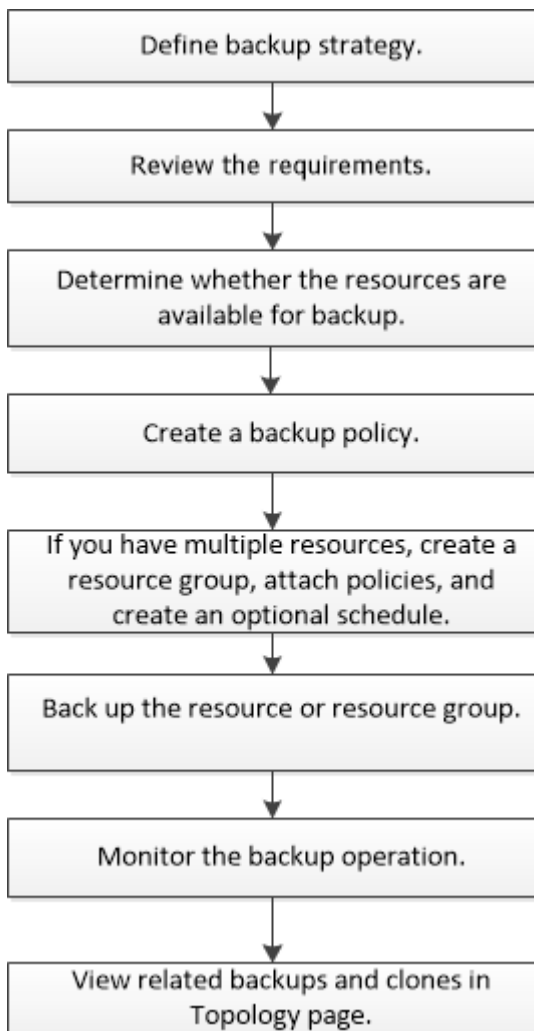 Define backup strategy.
Review the requirements.
Determine whether the resources are
available for backup.
Create a backup policy.
If you have multiple resources, create a
resource group, attach policies, and
create an optional schedule.
Back up the resource or resource group.
Monitor the backup operation.
View related backups and clones in
Topology page.